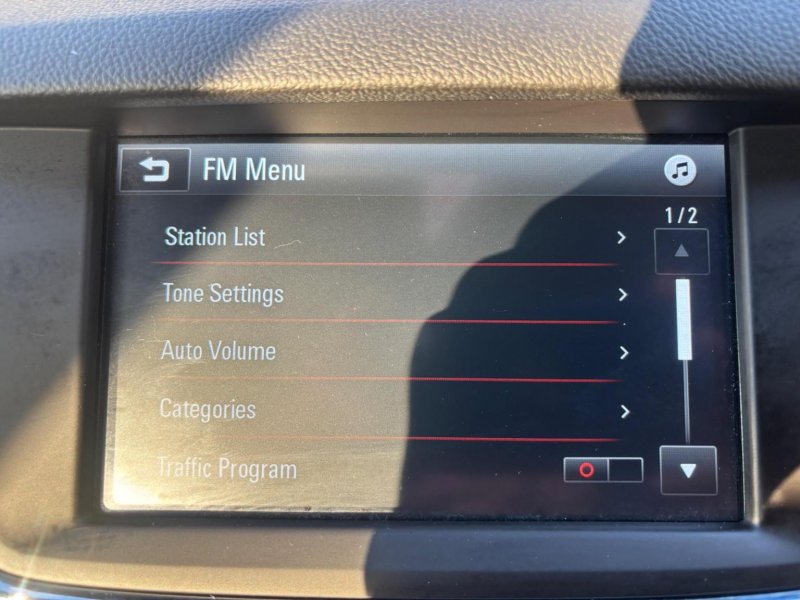 FM Menu
1/2
Station List
Tone Settings
Auto Volume
Categories
Traffic Program